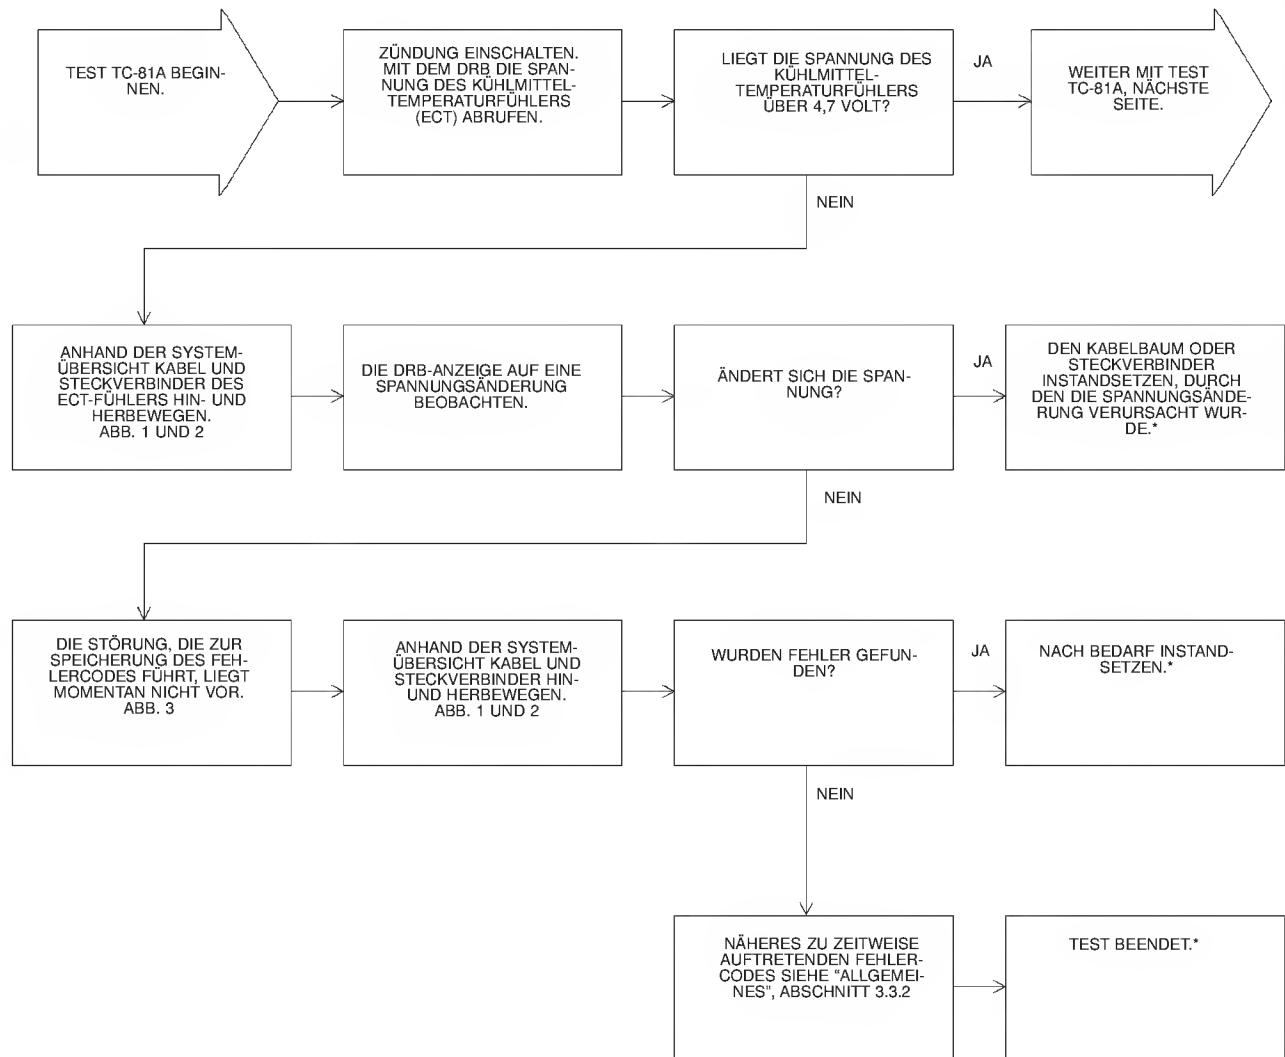 TEST TC-81A BEGIN-
NEN.
ZÜNDUNG EINSCHALTEN.
MIT DEM DRB DIE SPAN-
NUNG DES KÜHLMITTEL-
TEMPERATURFÜHLERS
(ECT) ABRUFEN.
LIEGT DIE SPANNUNG DES
KÜHLMITTEL-
TEMPERATURFÜHLERS
ÜBER 4,7 VOLT?
JA
WEITER MIT TEST
TC-81A, NÄCHSTE
SEITE.
NEIN
ANHAND DER SYSTEM-
ÜBERSICHT KABEL UND
STECKVERBINDER DES
ECT-FÜHLERS HIN- UND
HERBEWEGEN.
ABB. 1 UND 2
DIE DRB-ANZEIGE AUF EINE
SPANNUNGSÄNDERUNG
BEOBACHTEN.
ÄNDERT SICH DIE SPAN-
NUNG?
JA
DEN KABELBAUM ODER
STECKVERBINDER
INSTANDSETZEN, DURCH
DEN DIE SPANNUNGSÄNDE-
RUNG VERURSACHT WUR-
DE.*
NEIN
DIE STÖRUNG, DIE ZUR
SPEICHERUNG DES FEH-
LERCODES FÜHRT, LIEGT
MOMENTAN NICHT VOR.
ABB. 3
ANHAND DER SYSTEM-
ÜBERSICHT KABEL UND
STECKVERBINDER HIN-
UND HERBEWEGEN.
ABB. 1 UND 2
WURDEN FEHLER GEFUN-
DEN?
JA
NACH BEDARF INSTAND-
SETZEN.*
NEIN
NÄHERES ZU ZEITWEISE
AUFTRETENDEN FEHLER-
CODES SIEHE "ALLGEMEI-
NES", ABSCHNITT 3.3.2
TEST BEENDET.*